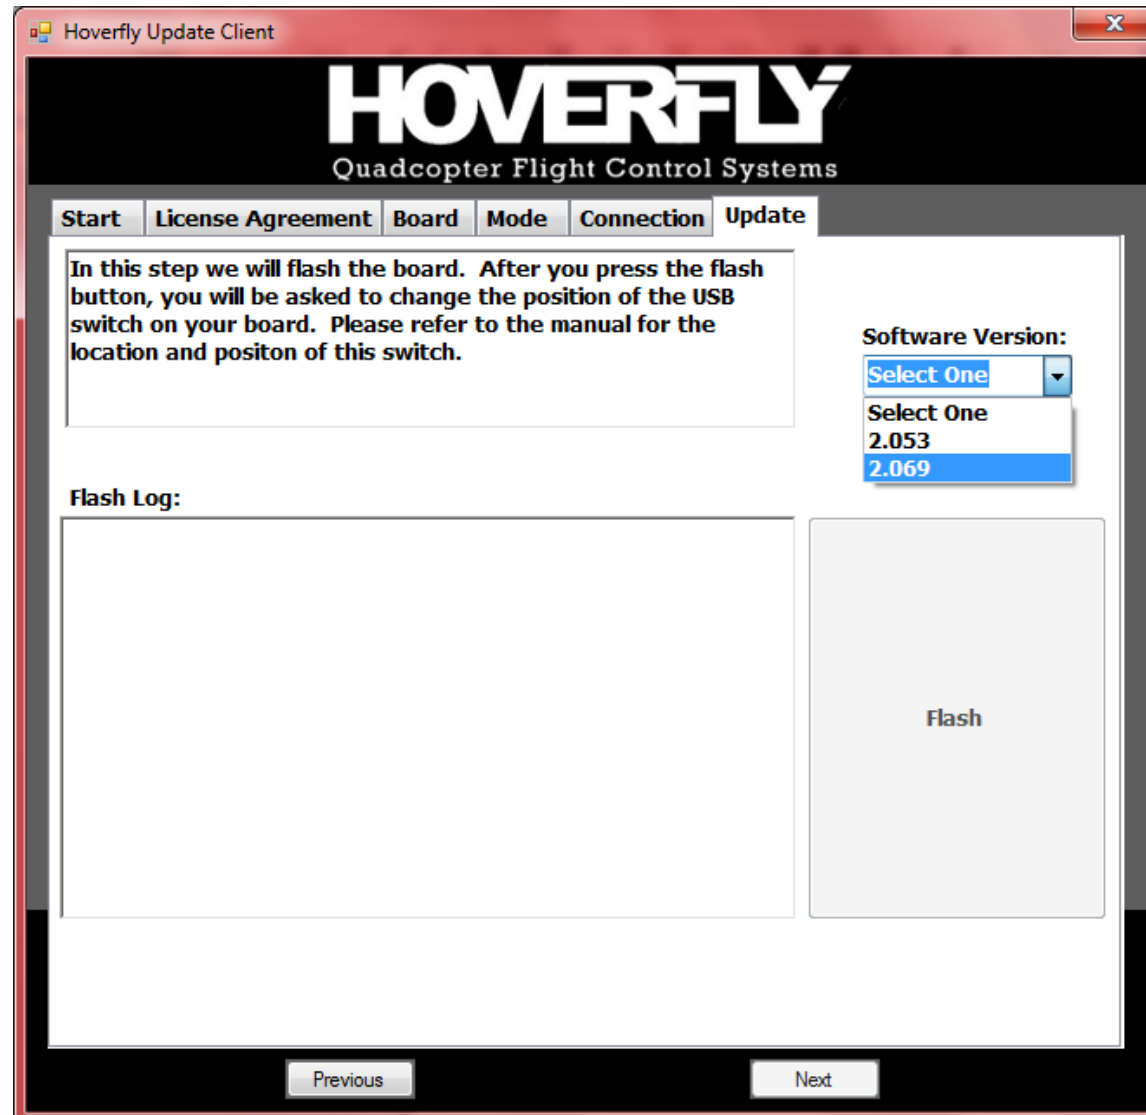 Hoverfly Update Client
HOVERFLY
Quadcopter Flight Control Systems
Start License Agreement Board Mode Connection Update
In this step we will flash the board.  After you press the flash
button, you will be asked to change the position of the USB
switch on your board.  Please refer to the manual for the
location and positon of this switch.
Software Version:
Select One
Select One
2.053
2.069
Flash Log:
Flash
Previous
Next